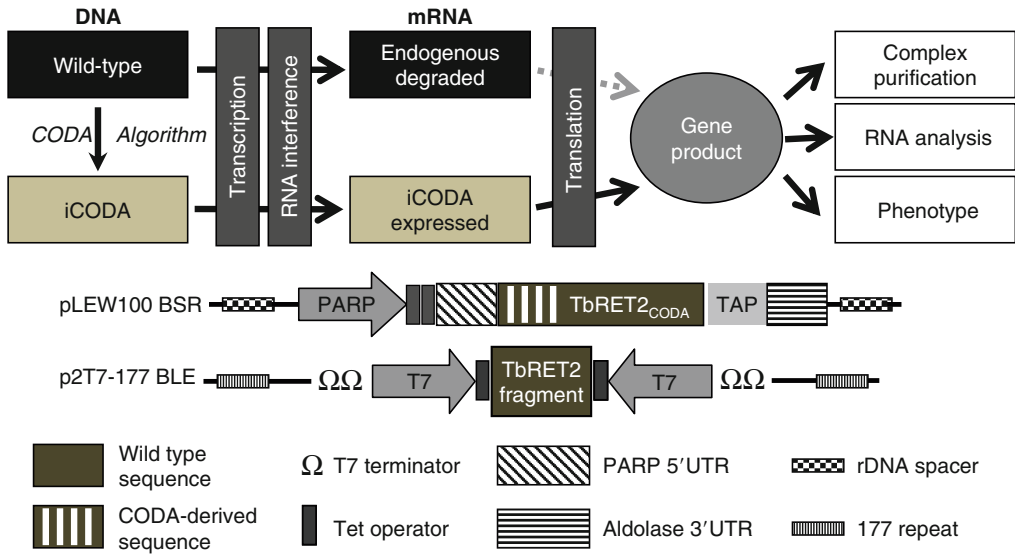 DNA
mRNA
Wild-type
Transcription
RNA interference
Endogenous
degraded
Translation
Gene
product
Complex
purification
CODA Algorithm
RNA analysis
iCODA
iCODA
expressed
Phenotype
pLEW100 BSR
PARP
TbRET2CODA
TAP
p2T7-177 BLE
ΩΩ
T7
TbRET2
fragment
T7
ΩΩ
Wild type
sequence
Ω T7 terminator
PARP 5′UTR
rDNA spacer
CODA-derived
sequence
Tet operator
Aldolase 3′UTR
177 repeat